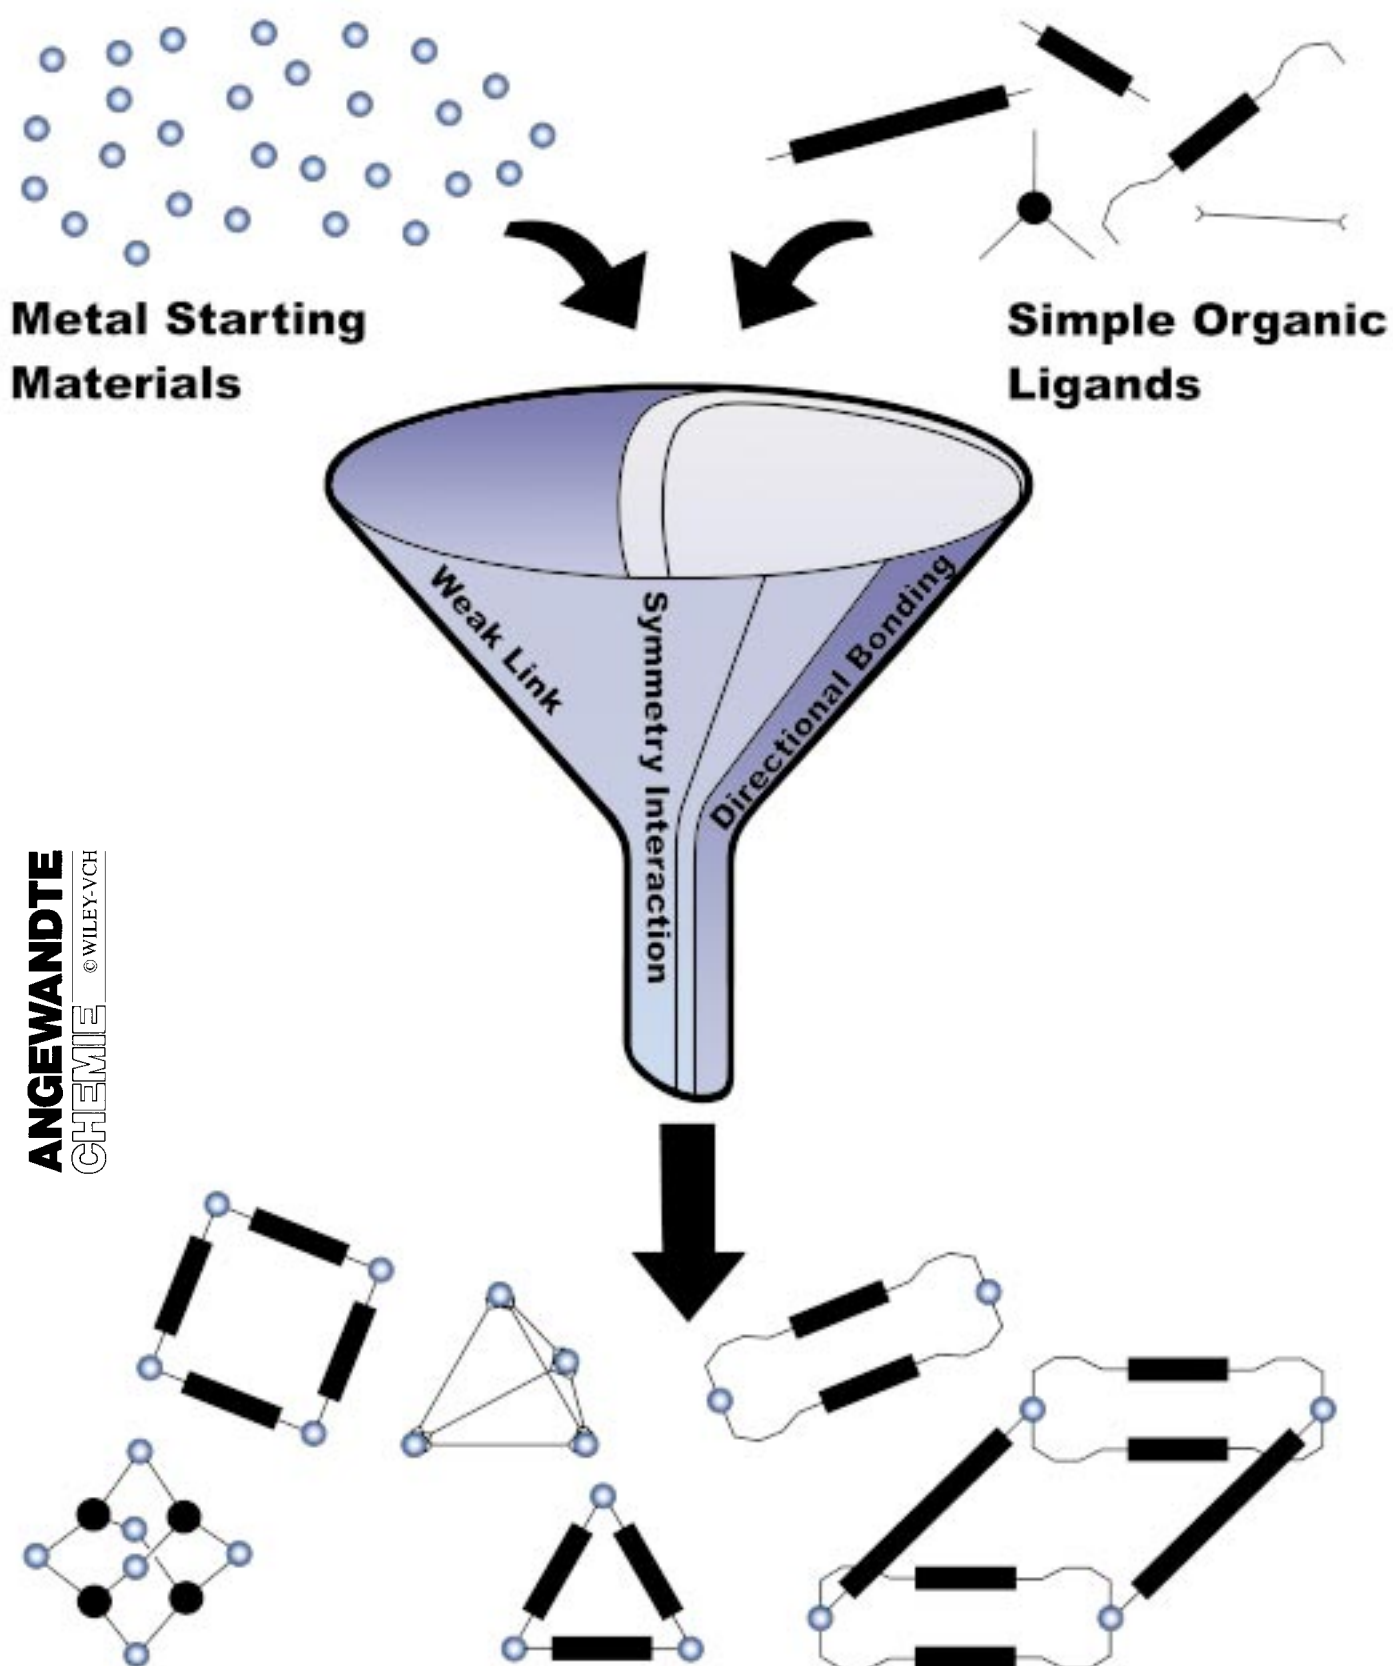 Metal Starting
Materials
Simple Organic
Ligands
Weak Link
Symmetry Interaction
Directional Bonding
ANGEWANDTE
CHEMIE © WILEY-VCH